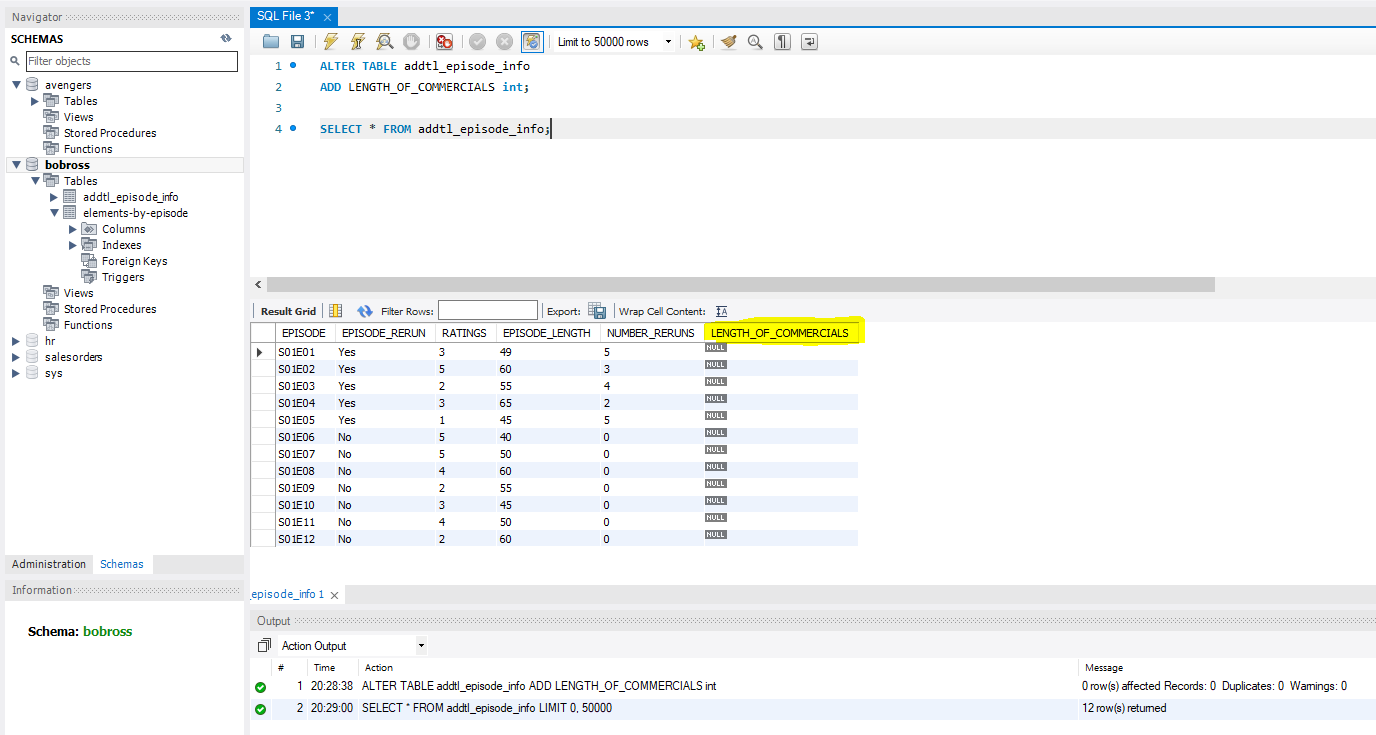 Navigator
SCHEMAS
Filter objects
avengers
Tables
Views
Stored Procedures
Functions
bobross
Tables
addtl_episode_info
elements-by-episode
Columns
Indexes
Foreign Keys
Triggers
Views
Stored Procedures
Functions
hr
salesorders
sys
Administration Schemas
Information
Schema: bobross
SQL File 3*
Limit to 50000 rows
1 ALTER TABLE addtl_episode_info
2 ADD LENGTH_OF_COMMERCIALS int;
3
4 SELECT * FROM addtl_episode_info;
Result Grid Filter Rows: Export: Wrap Cell Content: IA
EPISODE EPISODE_RERUN RATINGS EPISODE_LENGTH NUMBER_RERUNS LENGTH_OF_COMMERCIALS
S01E01 Yes 3 49 5 NULL
S01E02 Yes 5 60 3 NULL
S01E03 Yes 2 55 4 NULL
S01E04 Yes 3 65 2 NULL
S01E05 Yes 1 45 5 NULL
S01E06 No 5 40 0 NULL
S01E07 No 5 50 0 NULL
S01E08 No 4 60 0 NULL
S01E09 No 2 55 0 NULL
S01E10 No 3 45 0 NULL
S01E11 No 4 50 0 NULL
S01E12 No 2 60 0 NULL
_episode_info 1
Output
Action Output
# Time Action Message
1 20:28:38 ALTER TABLE addtl_episode_info ADD LENGTH_OF_COMMERCIALS int 0 row(s) affected Records: 0 Duplicates: 0 Warnings: 0
2 20:29:00 SELECT * FROM addtl_episode_info LIMIT 0, 50000 12 row(s) returned